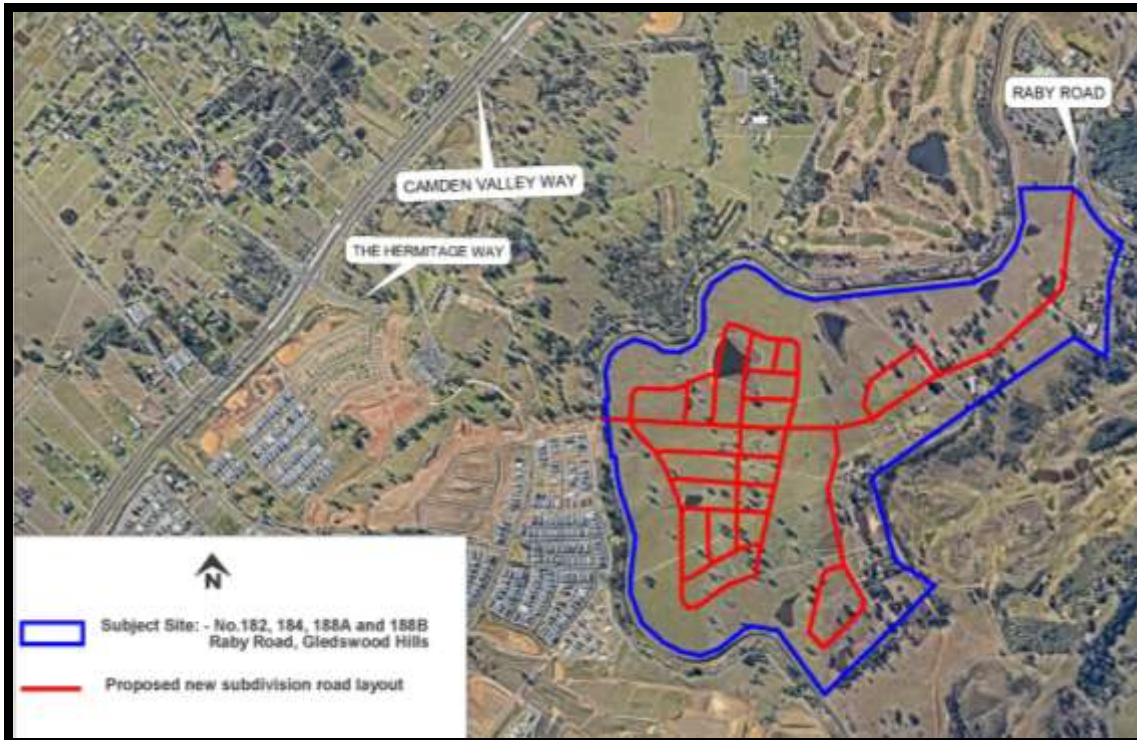 RABY ROAD
CAMDEN VALLEY WAY
THE HERMITAGE WAY
N
Subject Site: - No.182, 184, 188A and 188B
Raby Road, Gledswood Hills
Proposed new subdivision road layout